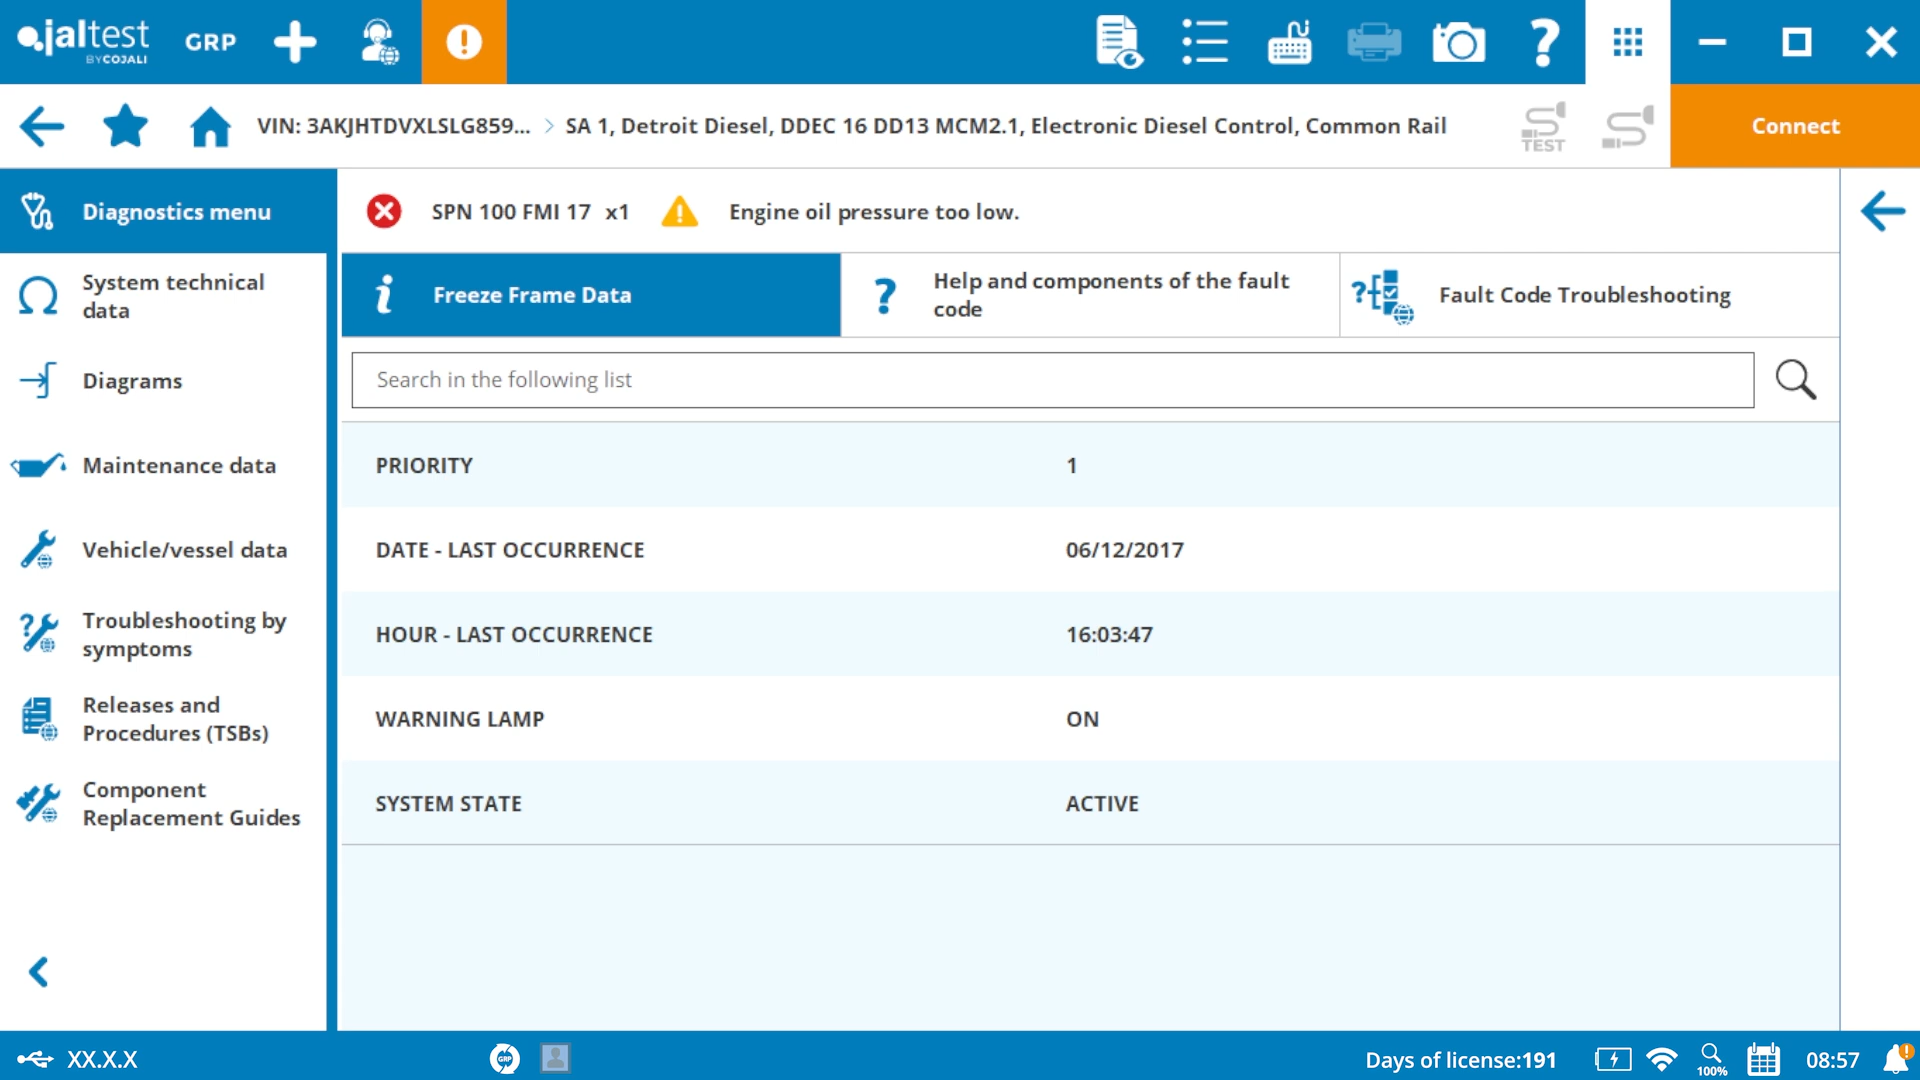 jaltest
BY COJALI
GRP
VIN: 3AKJHTDVXLSLG859... > SA 1, Detroit Diesel, DDEC 16 DD13 MCM2.1, Electronic Diesel Control, Common Rail
TEST
Connect
Diagnostics menu
System technical
data
Diagrams
Maintenance data
Vehicle/vessel data
Troubleshooting by
symptoms
Releases and
Procedures (TSBs)
Component
Replacement Guides
SPN 100 FMI 17 x1
Engine oil pressure too low.
Freeze Frame Data
Help and components of the fault
code
Fault Code Troubleshooting
Search in the following list
PRIORITY 1
DATE - LAST OCCURRENCE 06/12/2017
HOUR - LAST OCCURRENCE 16:03:47
WARNING LAMP ON
SYSTEM STATE ACTIVE
XX.X.X
GRP
Days of license:191
100%
08:57